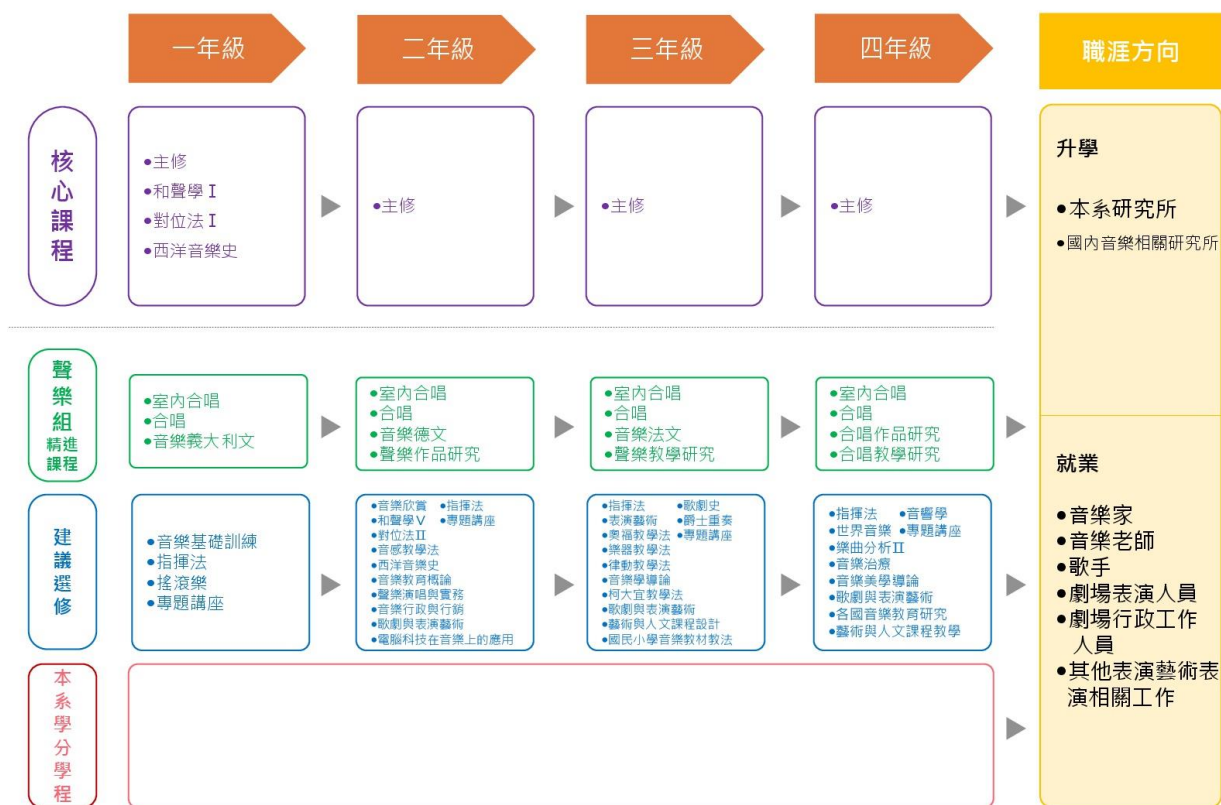 一年級
二年級
三年級
四年級
職涯方向
核心課程
●主修
●和聲學Ⅰ
●對位法Ⅰ
●西洋音樂史
●主修
●主修
●主修
升學
●本系研究所
●國內音樂相關研究所
聲樂組
精進
課程
●室內合唱
●合唱
●音樂義大利文
●室內合唱
●合唱
●音樂德文
●聲樂作品研究
●室內合唱
●合唱
●音樂法文
●聲樂教學研究
●室內合唱
●合唱
●合唱作品研究
●合唱教學研究
建議選修
●音樂基礎訓練
●指揮法
●搖滾樂
●專題講座
●音樂欣賞 ●指揮法
●和聲學Ⅴ ●專題講座
●對位法Ⅱ
●音感教學法
●西洋音樂史
●音樂教育概論
●聲樂演唱與實務
●音樂行政與行銷
●歌劇與表演藝術
●電腦科技在音樂上的應用
●指揮法 ●歌劇史
●表演藝術 ●爵士重奏
●奧福教學法 ●專題講座
●樂器教學法
●律動教學法
●音樂學導論
●柯大宜教學法
●歌劇與表演藝術
●藝術與人文課程設計
●國民小學音樂教材教法
●指揮法 ●音響學
●世界音樂 ●專題講座
●樂曲分析Ⅱ
●音樂治療
●音樂美學導論
●歌劇與表演藝術
●各國音樂教育研究
●藝術與人文課程教學
就業
●音樂家
●音樂老師
●歌手
●劇場表演人員
●劇場行政工作
人員
●其他表演藝術表
演相關工作
本系學分學程